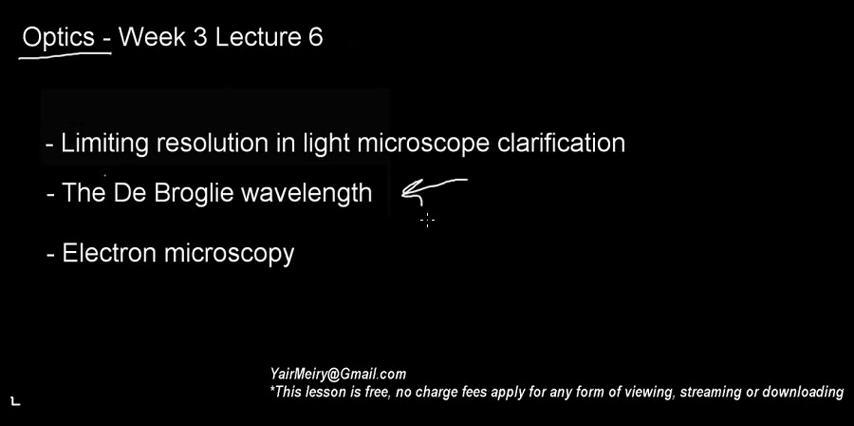 Optics - Week 3 Lecture 6
- Limiting resolution in light microscope clarification
- The De Broglie wavelength
- Electron microscopy
YairMeiry@Gmail.com
*This lesson is free, no charge fees apply for any form of viewing, streaming or downloading